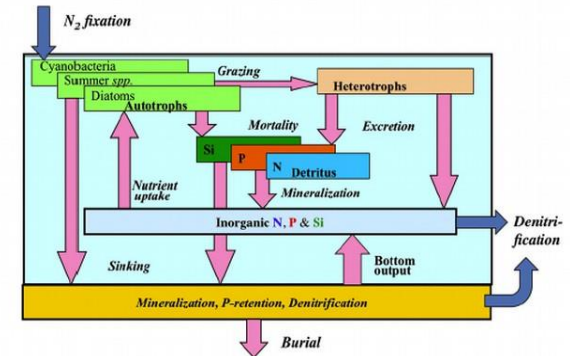 N2 fixation
Cyanobacteria
Summer spp.
Diatoms
Autotrophs
Grazing
Heterotrophs
Mortality
Excretion
Si
P
N
Detritus
Nutrient
uptake
Mineralization
Inorganic N, P & Si
Denitri-
fication
Sinking
Bottom
output
Mineralization, P-retention, Denitrification
Burial